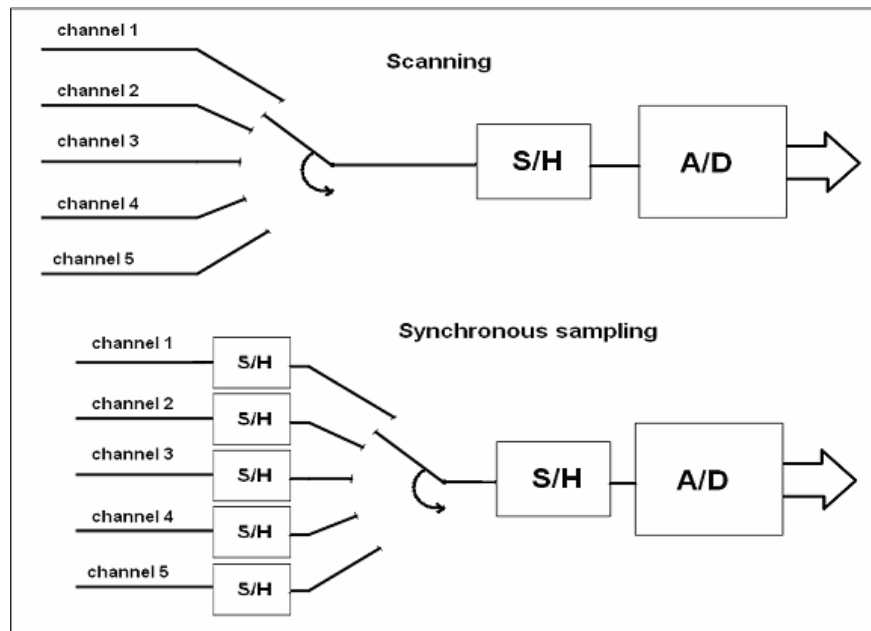 channel 1
Scanning
channel 2
channel 3
S/H
A/D
channel 4
channel 5
Synchronous sampling
channel 1
S/H
channel 2
S/H
channel 3
S/H
S/H
A/D
channel 4
S/H
channel 5
S/H